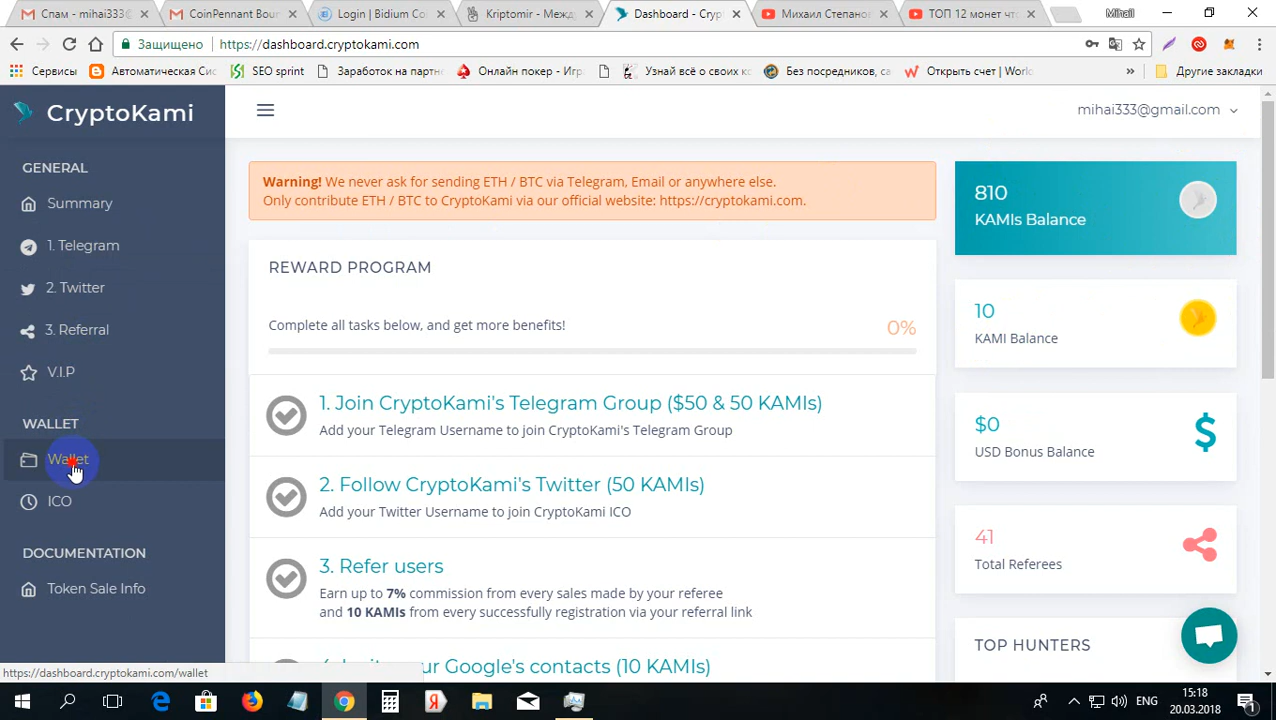 Спам - mihai333@
CoinPennant Boun
Login | Bidium Co
Kriptomir - Межд
Dashboard - Cryp
Михаил Степанов
ТОП 12 монет чт
Mihail
Защищено
https://dashboard.cryptokami.com
Сервисы
Автоматическая Сис
SEO sprint
Заработок на партн
Онлайн покер - Игр
Узнай всё о своих ко
Без посредников, са
Открыть счет | Worl
»
Другие закладки
CryptoKami
mihai333@gmail.com
GENERAL
Summary
1. Telegram
2. Twitter
3. Referral
V.I.P
WALLET
Wallet
ICO
DOCUMENTATION
Token Sale Info
Warning! We never ask for sending ETH / BTC via Telegram, Email or anywhere else.
Only contribute ETH / BTC to CryptoKami via our official website: https://cryptokami.com.
REWARD PROGRAM
Complete all tasks below, and get more benefits!
0%
1. Join CryptoKami's Telegram Group ($50 & 50 KAMIs)
Add your Telegram Username to join CryptoKami's Telegram Group
2. Follow CryptoKami's Twitter (50 KAMIs)
Add your Twitter Username to join CryptoKami ICO
3. Refer users
Earn up to 7% commission from every sales made by your referee
and 10 KAMIs from every successfully registration via your referral link
Google's contacts (10 KAMIs)
810
KAMIs Balance
10
KAMI Balance
$0
USD Bonus Balance
$
41
Total Referees
TOP HUNTERS
https://dashboard.cryptokami.com/wallet
ENG
15:18
20.03.2018
1